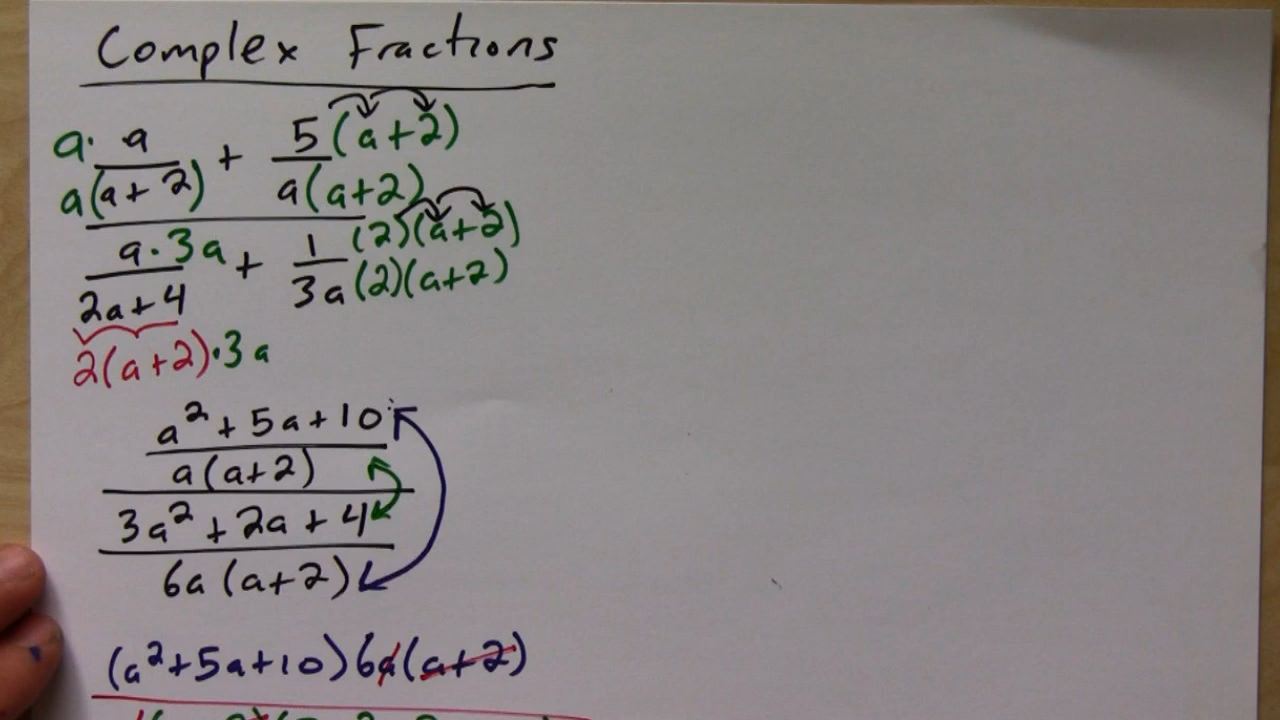 Complex Fractions
a· a + 5(a+2)
a(a+2) a(a+2)
a·3a + 1(2)(a+2)
2a+4 3a(2)(a+2)
2(a+2)·3a
a²+5a+10
a(a+2)
3a²+2a+4
6a(a+2)
(a²+5a+10)6a(a+2)